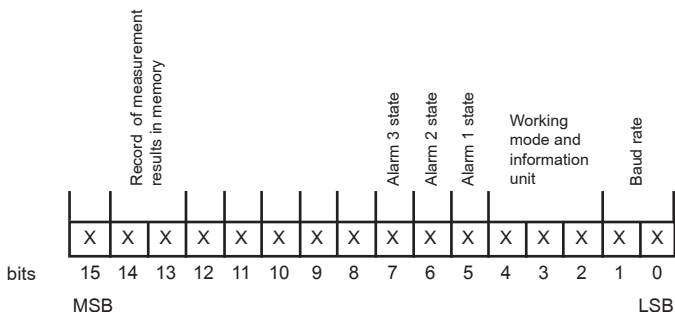 Record of measurement
results in memory
Alarm 3 state
Alarm 2 state
Alarm 1 state
Working
mode and
information
unit
Baud rate
X X X X X X X X X X X X X X X X
bits 15 14 13 12 11 10 9 8 7 6 5 4 3 2 1 0
MSB LSB